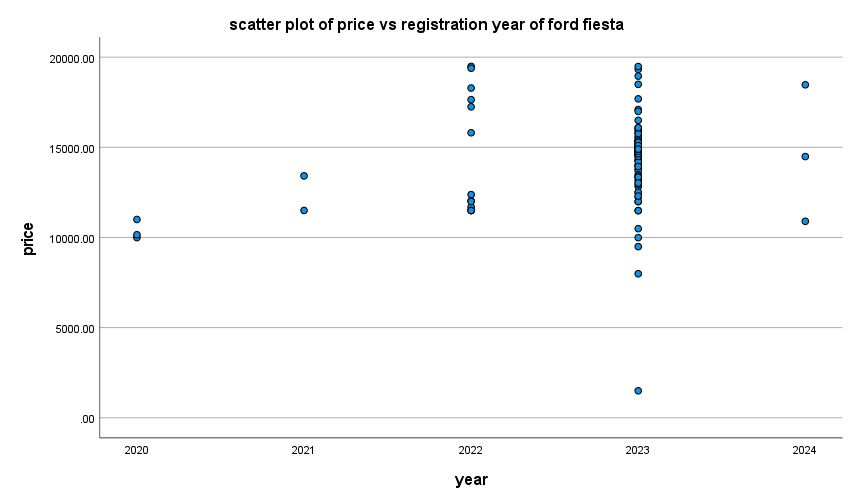 scatter plot of price vs registration year of ford fiesta
20000.00
15000.00
10000.00
5000.00
.00
price
2020 2021 2022 2023 2024
year